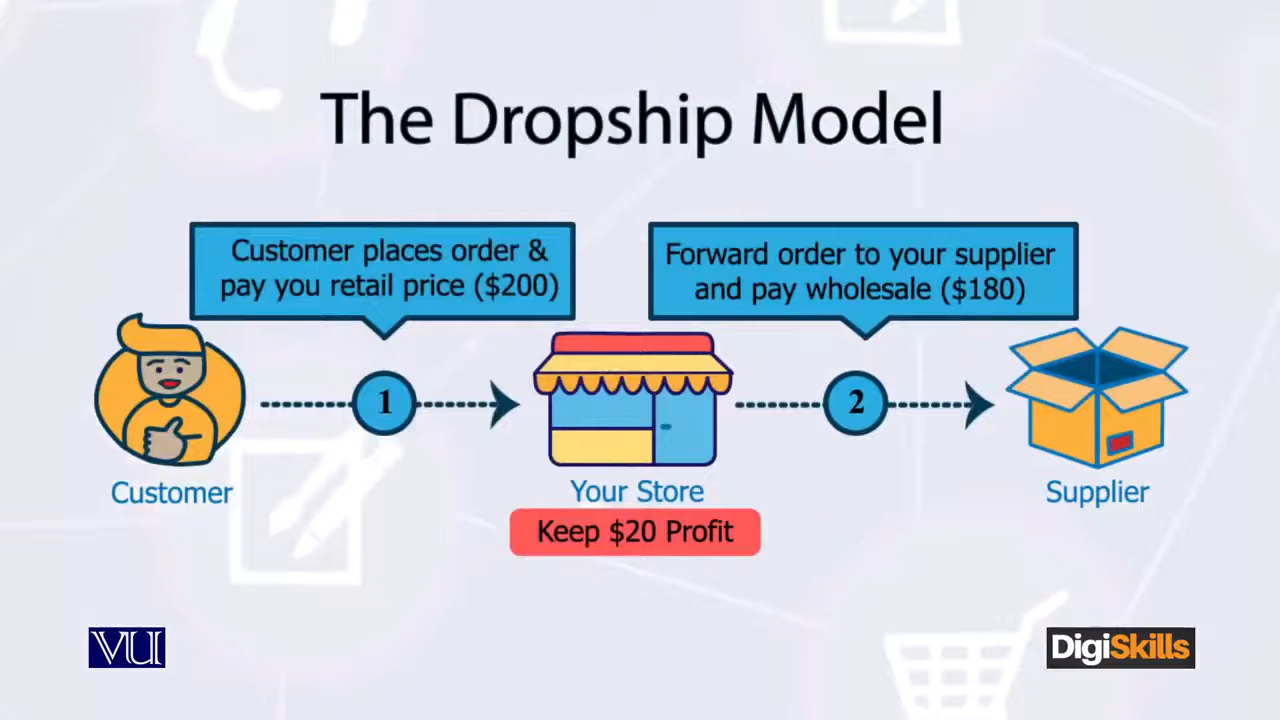 The Dropship Model
Customer places order &
pay you retail price ($200)
Forward order to your supplier
and pay wholesale ($180)
1
2
Customer
Your Store
Supplier
Keep $20 Profit
VU
DigiSkills